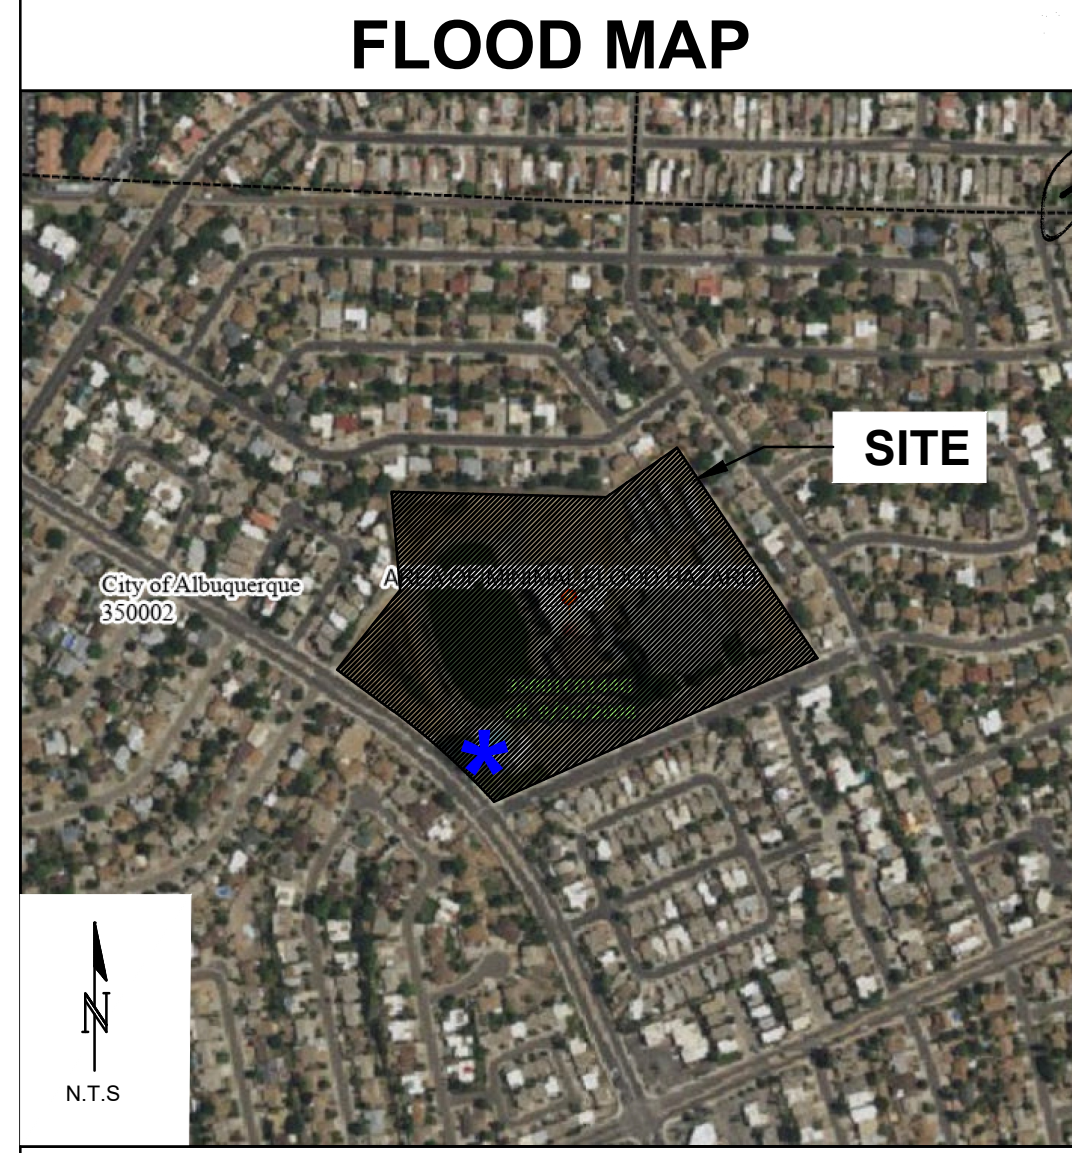 FLOOD MAP
SITE
AREA OF MINIMAL FLOOD HAZARD
City of Albuquerque
350002
N
N.T.S